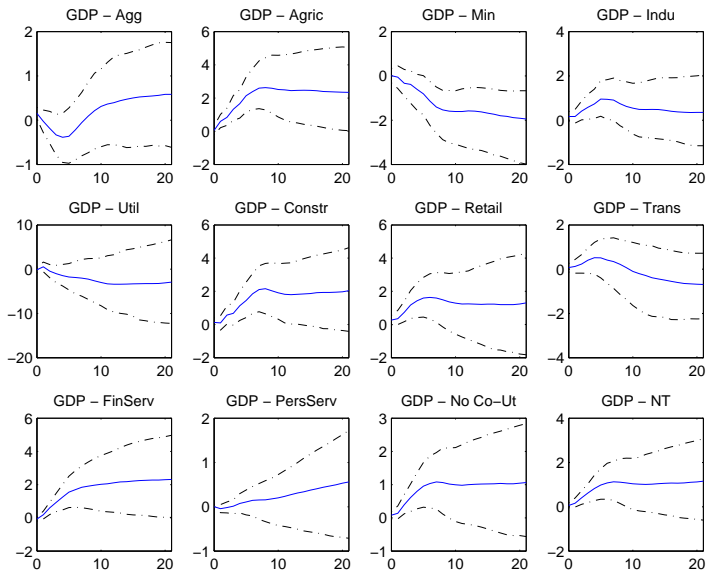 GDP − Agg
GDP − Agric
GDP − Min
GDP − Indu
2
1
0
−1
0 10 20
6
4
2
0
−2
0 10 20
2
0
−2
−4
0 10 20
4
2
0
−2
0 10 20
GDP − Util
GDP − Constr
GDP − Retail
GDP − Trans
10
0
−10
−20
0 10 20
6
4
2
0
−2
0 10 20
6
4
2
0
−2
0 10 20
2
0
−2
−4
0 10 20
GDP − FinServ
GDP − PersServ
GDP − No Co−Ut
GDP − NT
6
4
2
0
−2
0 10 20
2
1
0
−1
0 10 20
3
2
1
0
−1
0 10 20
4
2
0
−2
0 10 20